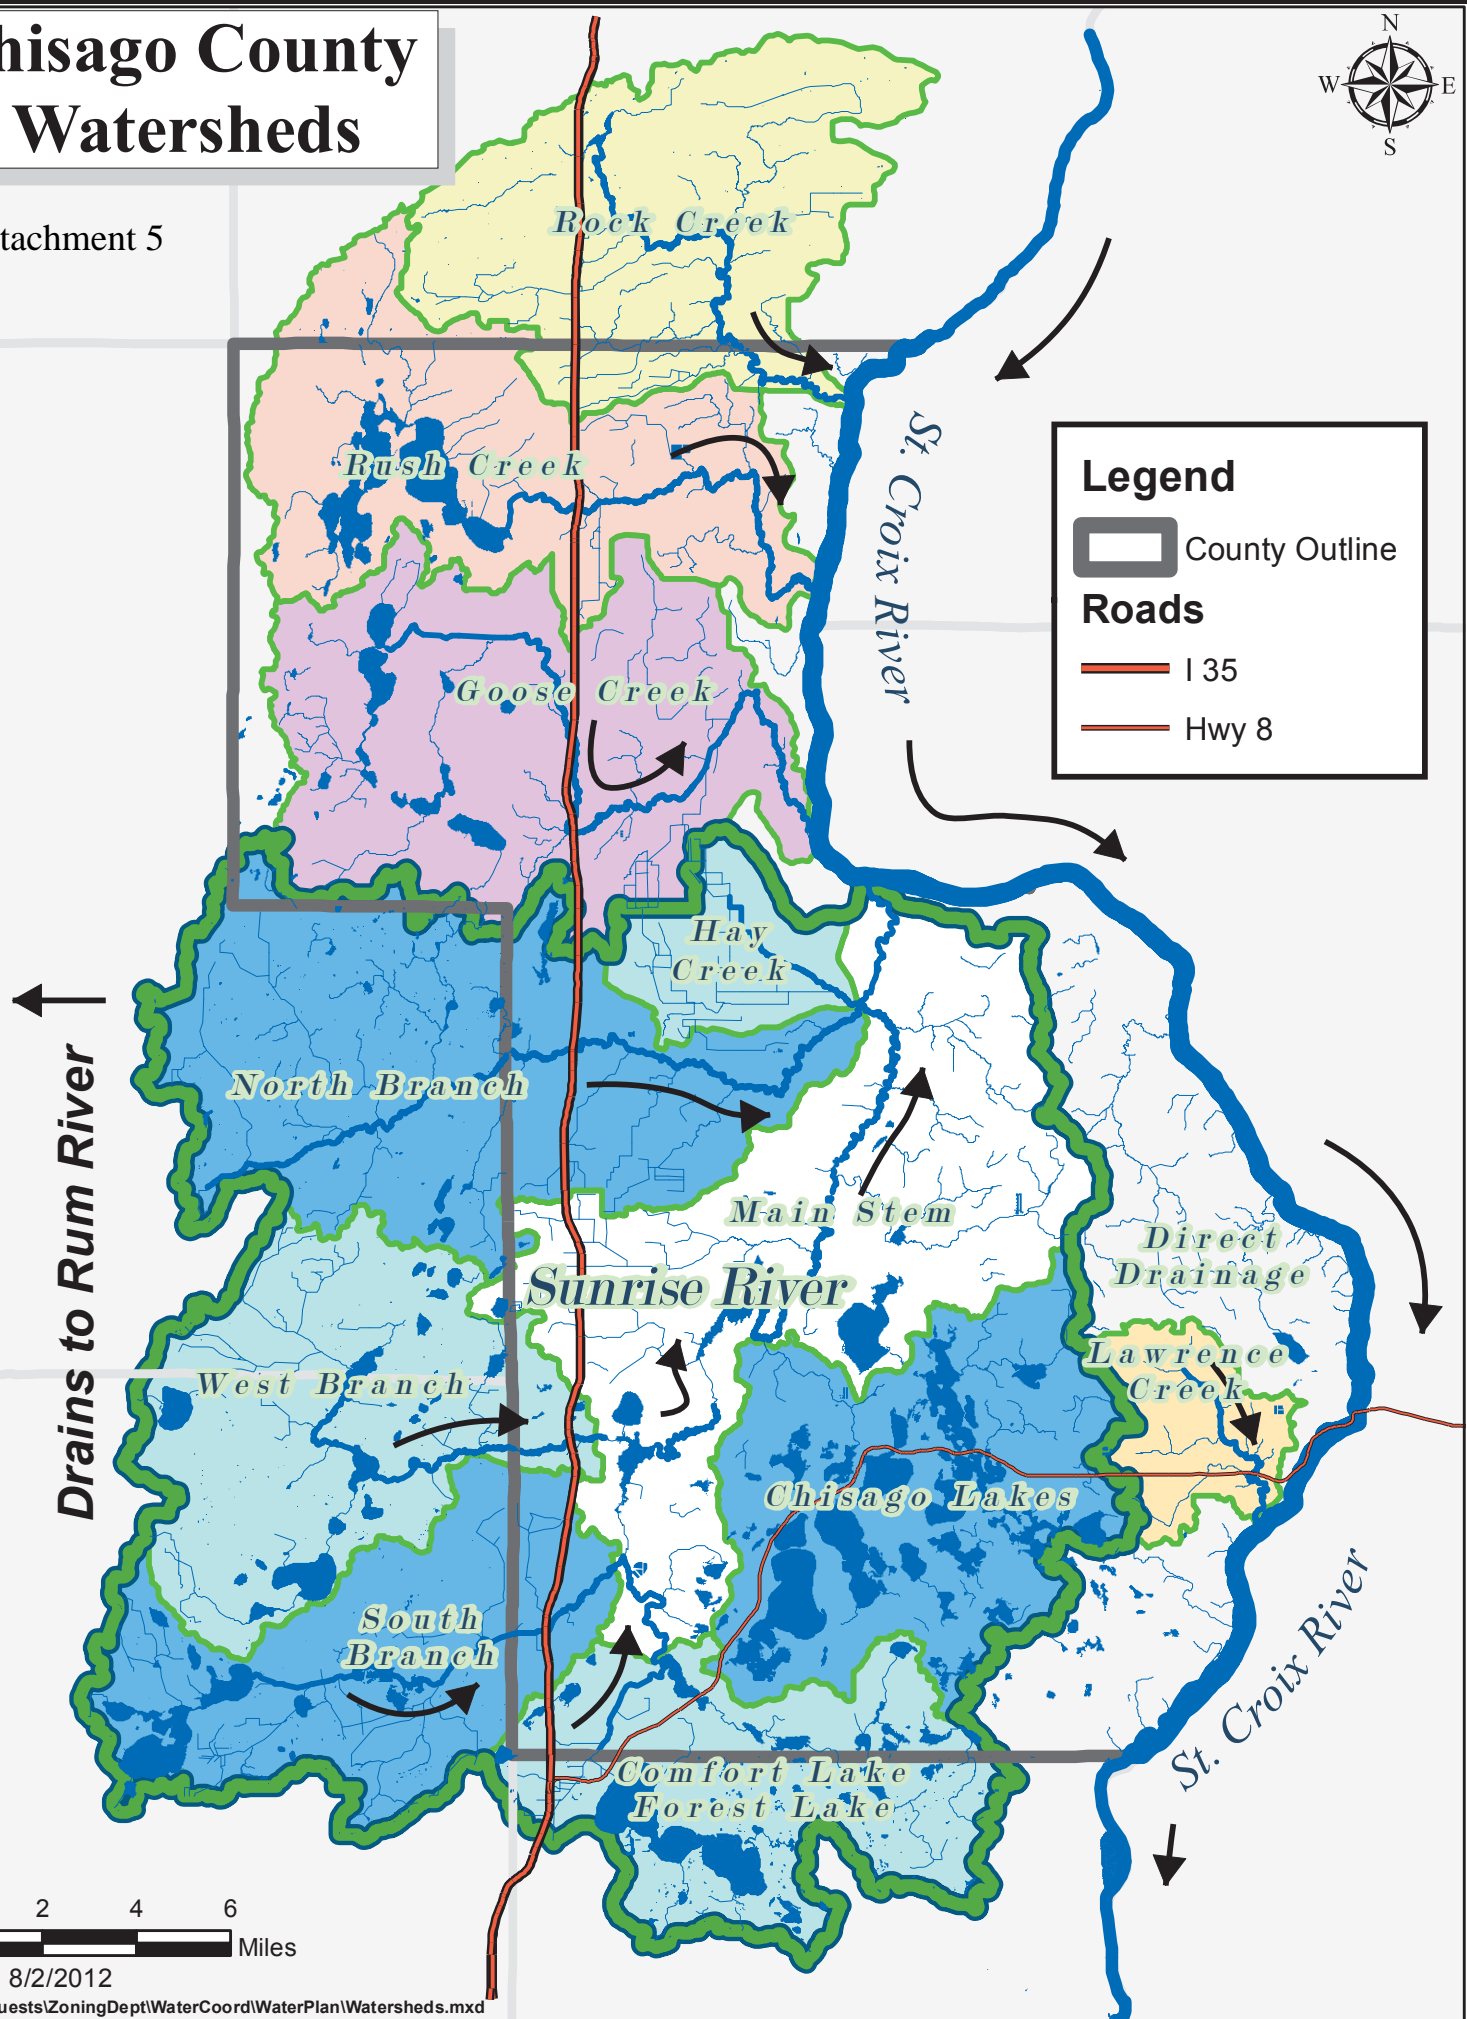 hisago County
Watersheds
tachment 5
N
W
E
S
Rock Creek
Rush Creek
St. Croix River
Legend
County Outline
Roads
I 35
Hwy 8
Goose Creek
Hay
Creek
North Branch
Drains to Rum River
Main Stem
Sunrise River
Direct
Drainage
Lawrence
Creek
West Branch
Chisago Lakes
South
Branch
St. Croix River
Comfort Lake
Forest Lake
2 4 6
Miles
8/2/2012
uests\ZoningDept\WaterCoord\WaterPlan\Watersheds.mxd